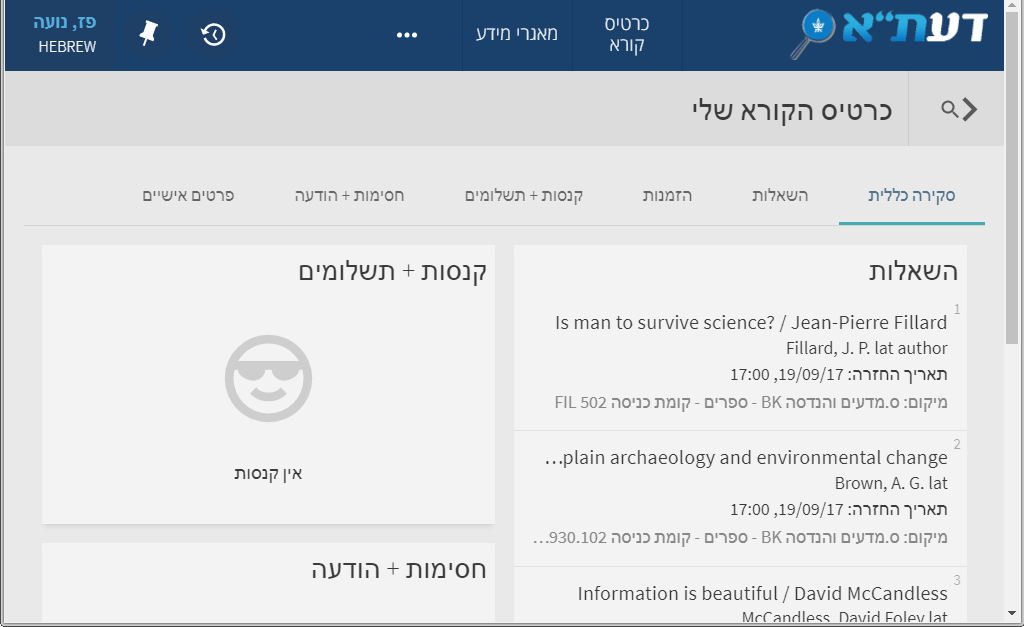 דעת"א
כרטיס
קורא
מאגרי מידע
•••
פז, נועה
HEBREW
כרטיס הקורא שלי
סקירה כללית
השאלות
הזמנות
קנסות + תשלומים
חסימות + הודעה
פרטים אישיים
השאלות
1
Is man to survive science? / Jean-Pierre Fillard
Fillard, J. P. lat author
תאריך החזרה: 19/09/17, 17:00
מיקום: ס.מדעים והנדסה BK - ספרים - קומת כניסה 502 FIL
2
…plain archaeology and environmental change
Brown, A. G. lat
תאריך החזרה: 19/09/17, 17:00
מיקום: ס.מדעים והנדסה BK - ספרים - קומת כניסה 930.102…
3
Information is beautiful / David McCandless
McCandless, David Foley lat
קנסות + תשלומים
אין קנסות
חסימות + הודעה